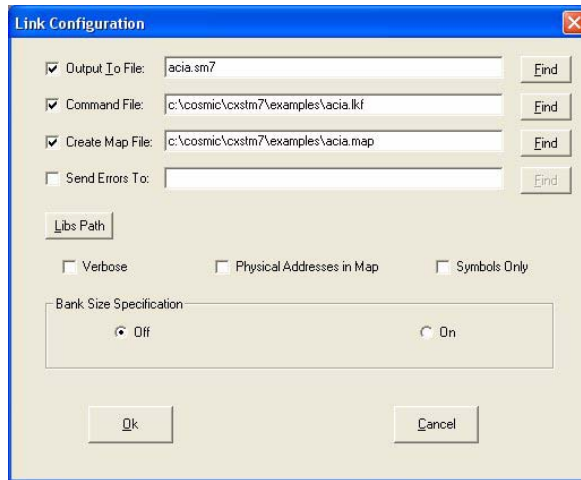 Link Configuration
Output To File: acia.sm7 Find
Command File: c:\cosmic\cxstm7\examples\acia.lkf Find
Create Map File: c:\cosmic\cxstm7\examples\acia.map Find
Send Errors To: Find
Libs Path
Verbose Physical Addresses in Map Symbols Only
Bank Size Specification
Off On
Ok Cancel